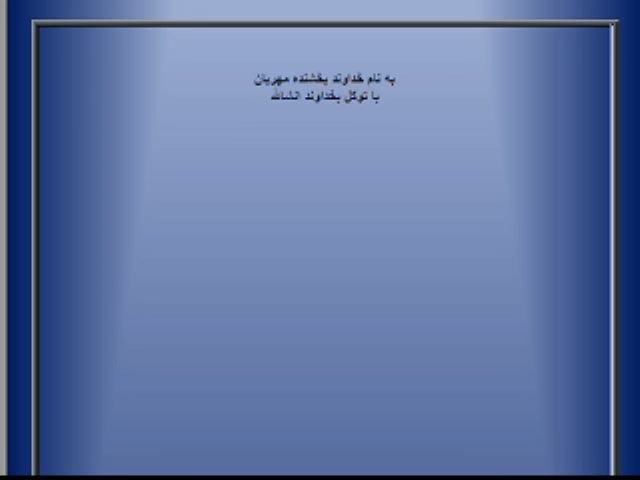 به نام خداوند بخشنده مهربان
با توکل بخداوند انشالله